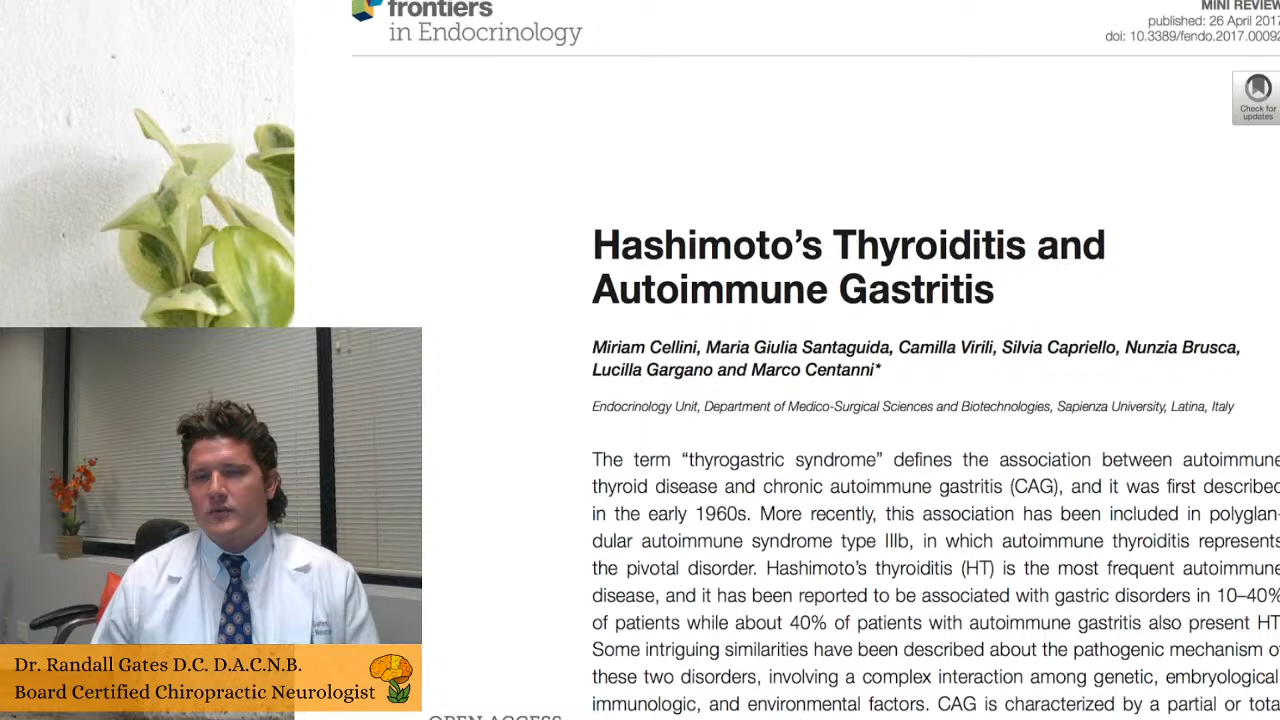 frontiers
in Endocrinology
MINI REVIEW
published: 26 April 2017
doi: 10.3389/fendo.2017.00092
Check for
updates
Hashimoto’s Thyroiditis and
Autoimmune Gastritis
Miriam Cellini, Maria Giulia Santaguida, Camilla Virili, Silvia Capriello, Nunzia Brusca,
Lucilla Gargano and Marco Centanni*
Endocrinology Unit, Department of Medico-Surgical Sciences and Biotechnologies, Sapienza University, Latina, Italy
The term “thyrogastric syndrome” defines the association between autoimmune
thyroid disease and chronic autoimmune gastritis (CAG), and it was first described
in the early 1960s. More recently, this association has been included in polyglan-
dular autoimmune syndrome type IIIb, in which autoimmune thyroiditis represents
the pivotal disorder. Hashimoto’s thyroiditis (HT) is the most frequent autoimmune
disease, and it has been reported to be associated with gastric disorders in 10–40%
of patients while about 40% of patients with autoimmune gastritis also present HT.
Some intriguing similarities have been described about the pathogenic mechanism of
these two disorders, involving a complex interaction among genetic, embryological,
immunologic, and environmental factors. CAG is characterized by a partial or total
OPEN ACCESS
Dr. Randall Gates D.C. D.A.C.N.B.
Board Certified Chiropractic Neurologist